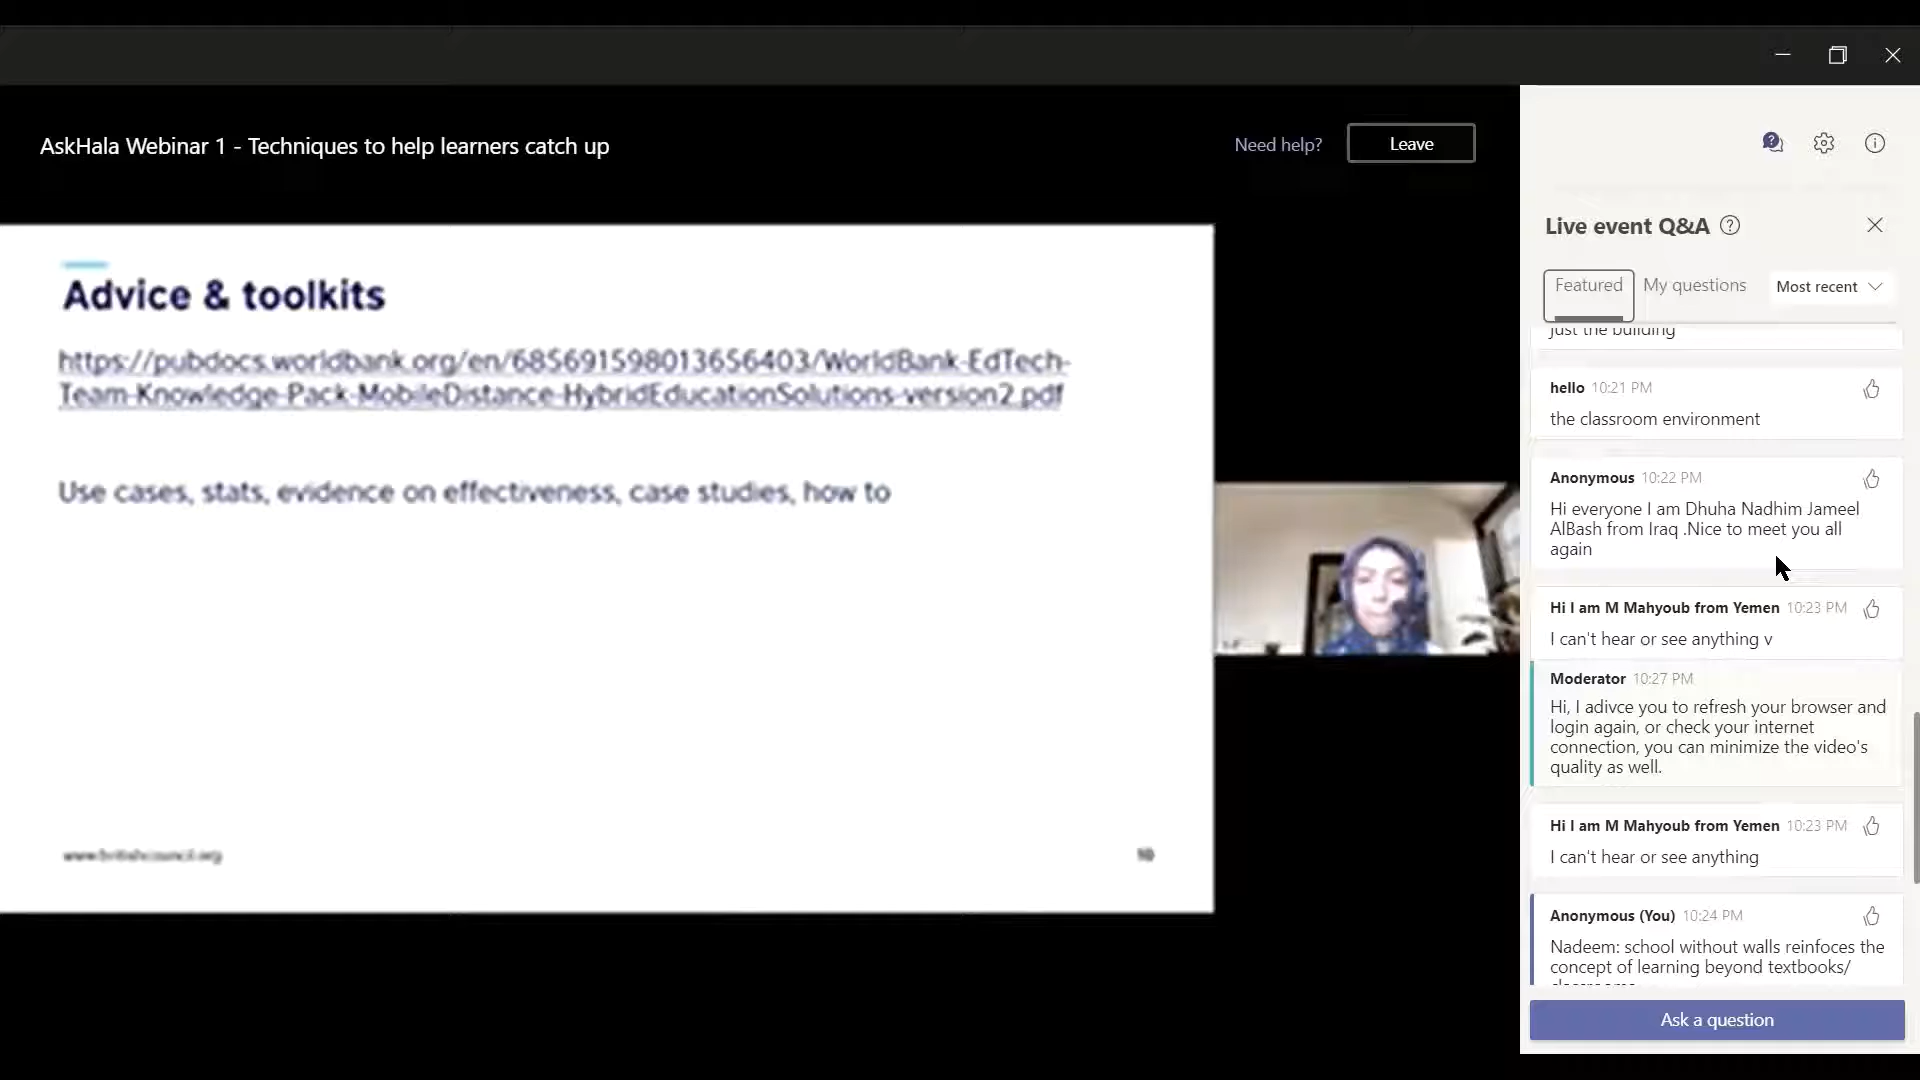 AskHala Webinar 1 - Techniques to help learners catch up
Need help?
Leave
Advice & toolkits
https://pubdocs.worldbank.org/en/685691598013656403/WorldBank-EdTech-
Team-Knowledge-Pack-MobileDistance-HybridEducationSolutions-version2.pdf
Use cases, stats, evidence on effectiveness, case studies, how to
www.britishcouncil.org
10
Live event Q&A
Featured
My questions
Most recent
just the building
hello 10:21 PM
the classroom environment
Anonymous 10:22 PM
Hi everyone I am Dhuha Nadhim Jameel
AlBash from Iraq .Nice to meet you all
again
Hi I am M Mahyoub from Yemen 10:23 PM
I can't hear or see anything v
Moderator 10:27 PM
Hi, I adivce you to refresh your browser and
login again, or check your internet
connection, you can minimize the video's
quality as well.
Hi I am M Mahyoub from Yemen 10:23 PM
I can't hear or see anything
Anonymous (You) 10:24 PM
Nadeem: school without walls reinfoces the
concept of learning beyond textbooks/
Ask a question